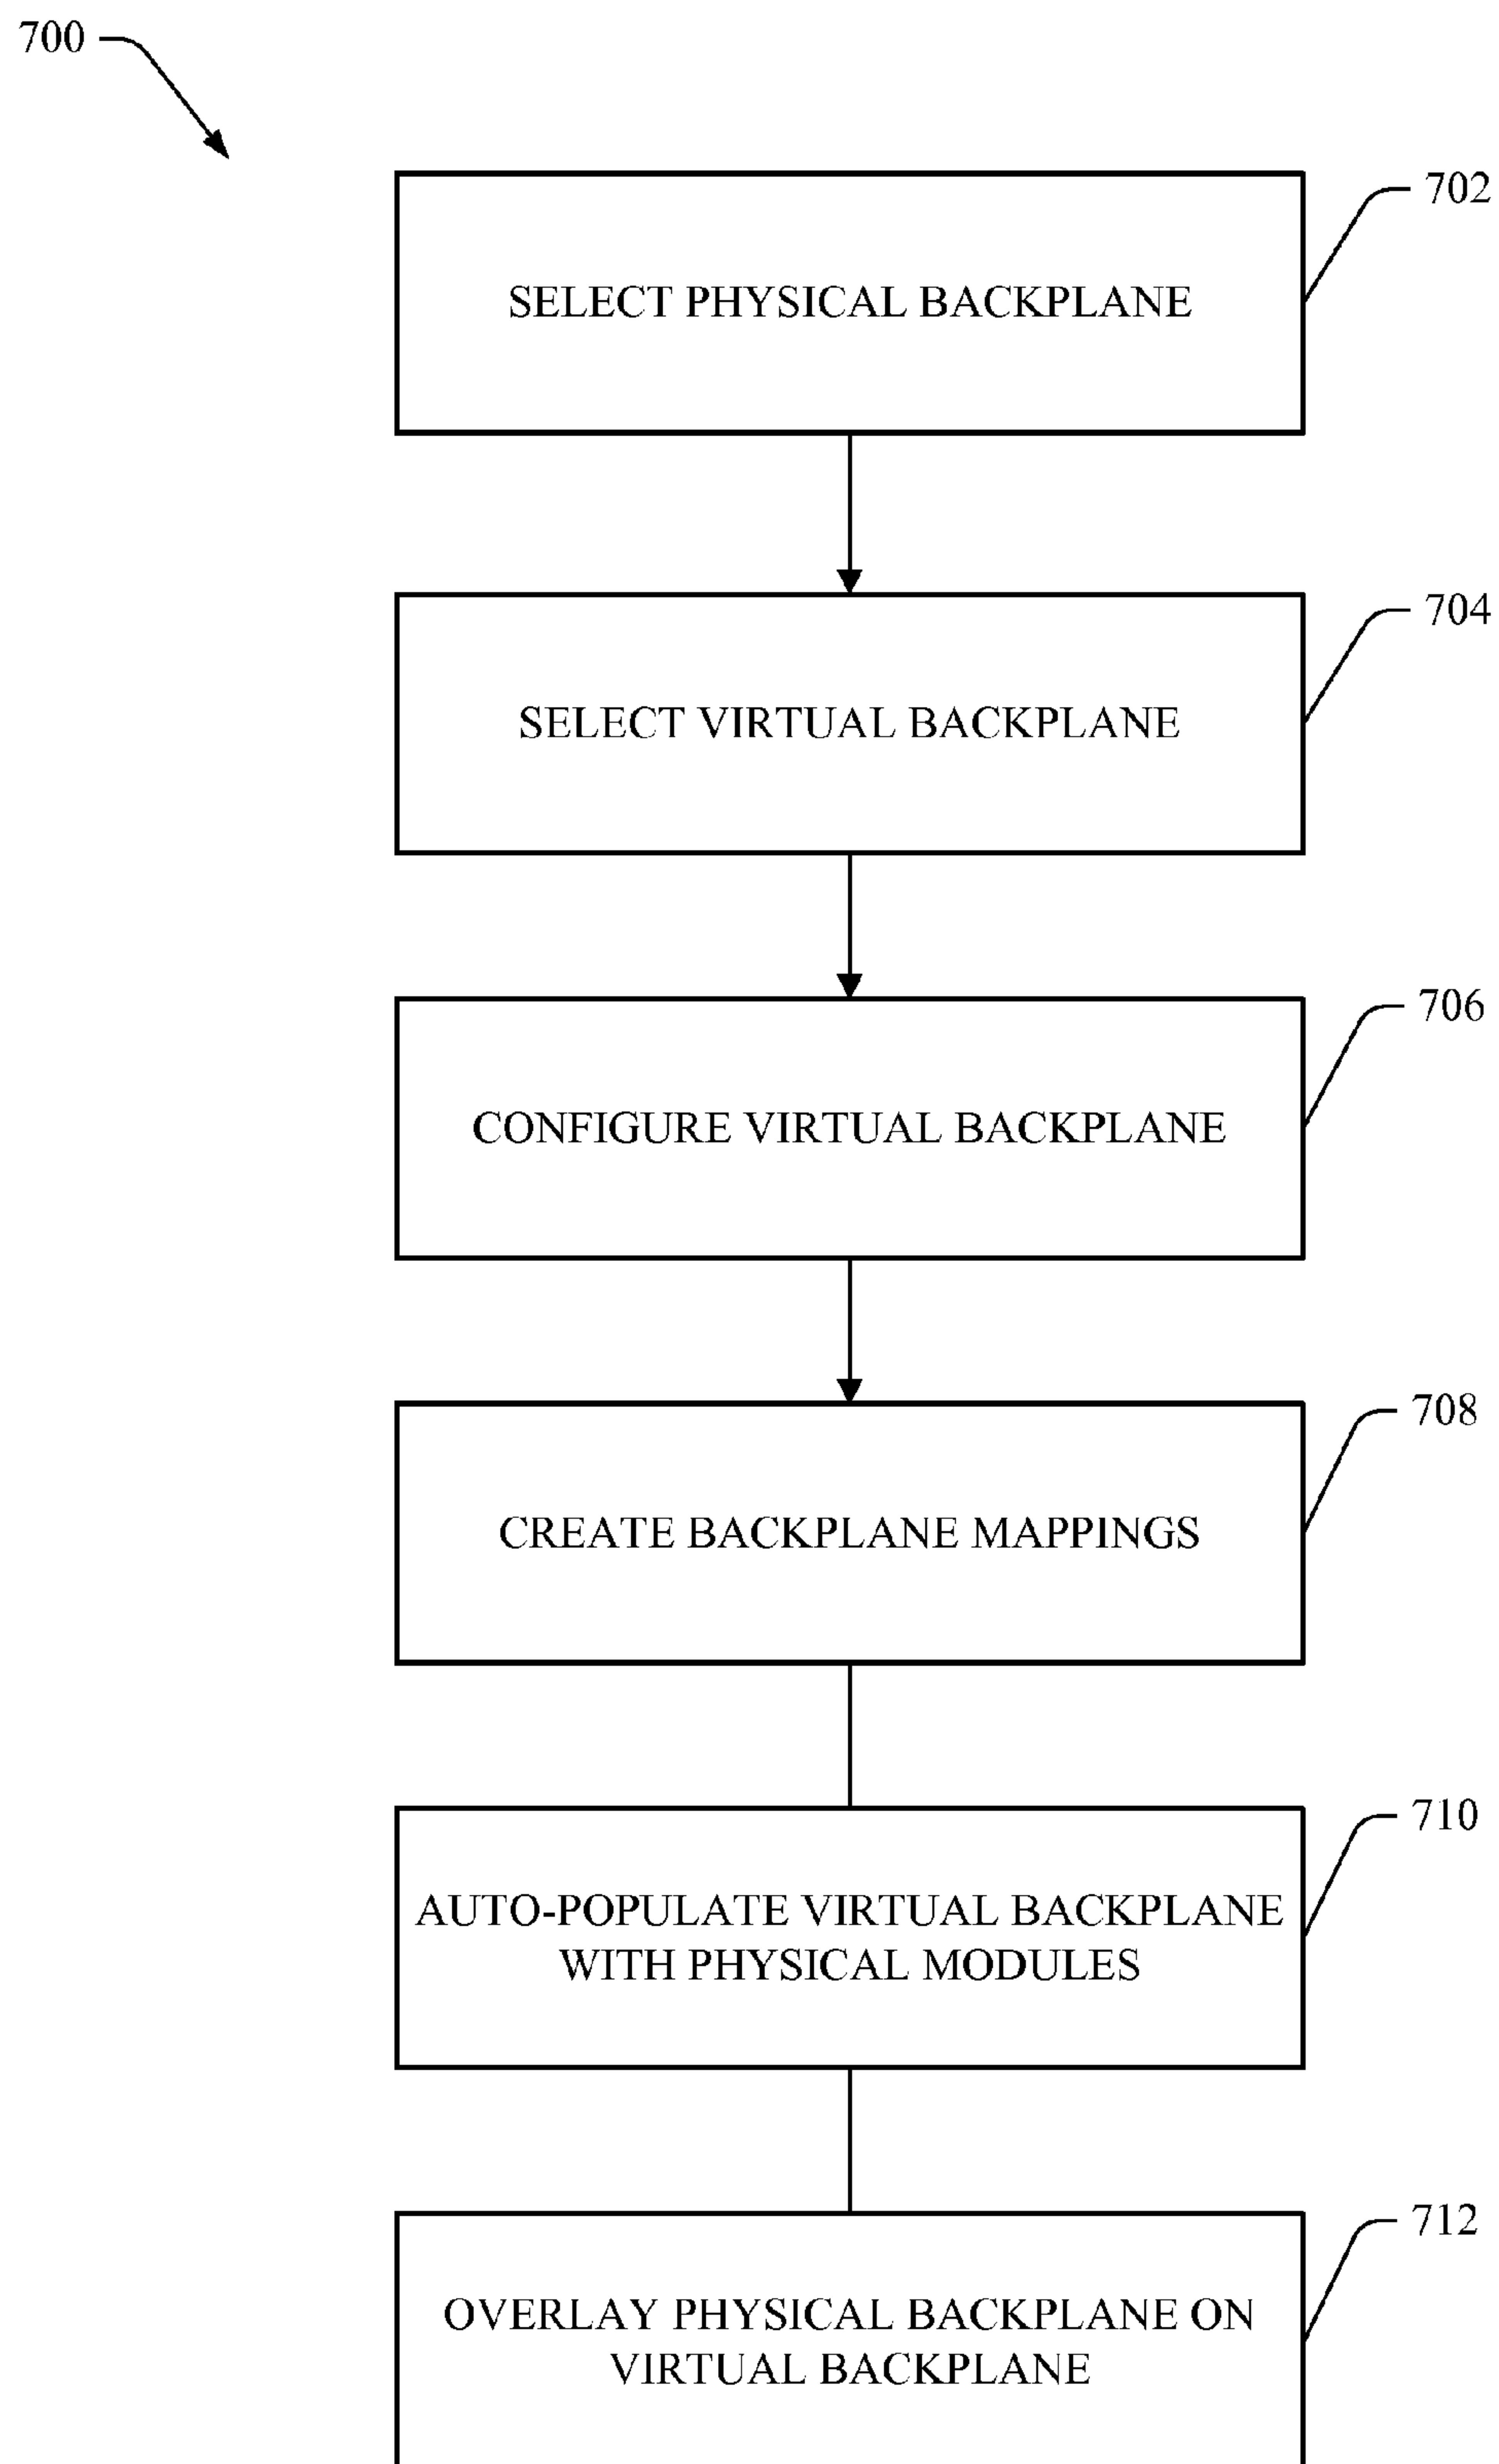 700
702
SELECT PHYSICAL BACKPLANE
704
SELECT VIRTUAL BACKPLANE
706
CONFIGURE VIRTUAL BACKPLANE
708
CREATE BACKPLANE MAPPINGS
710
AUTO-POPULATE VIRTUAL BACKPLANE
WITH PHYSICAL MODULES
712
OVERLAY PHYSICAL BACKPLANE ON
VIRTUAL BACKPLANE